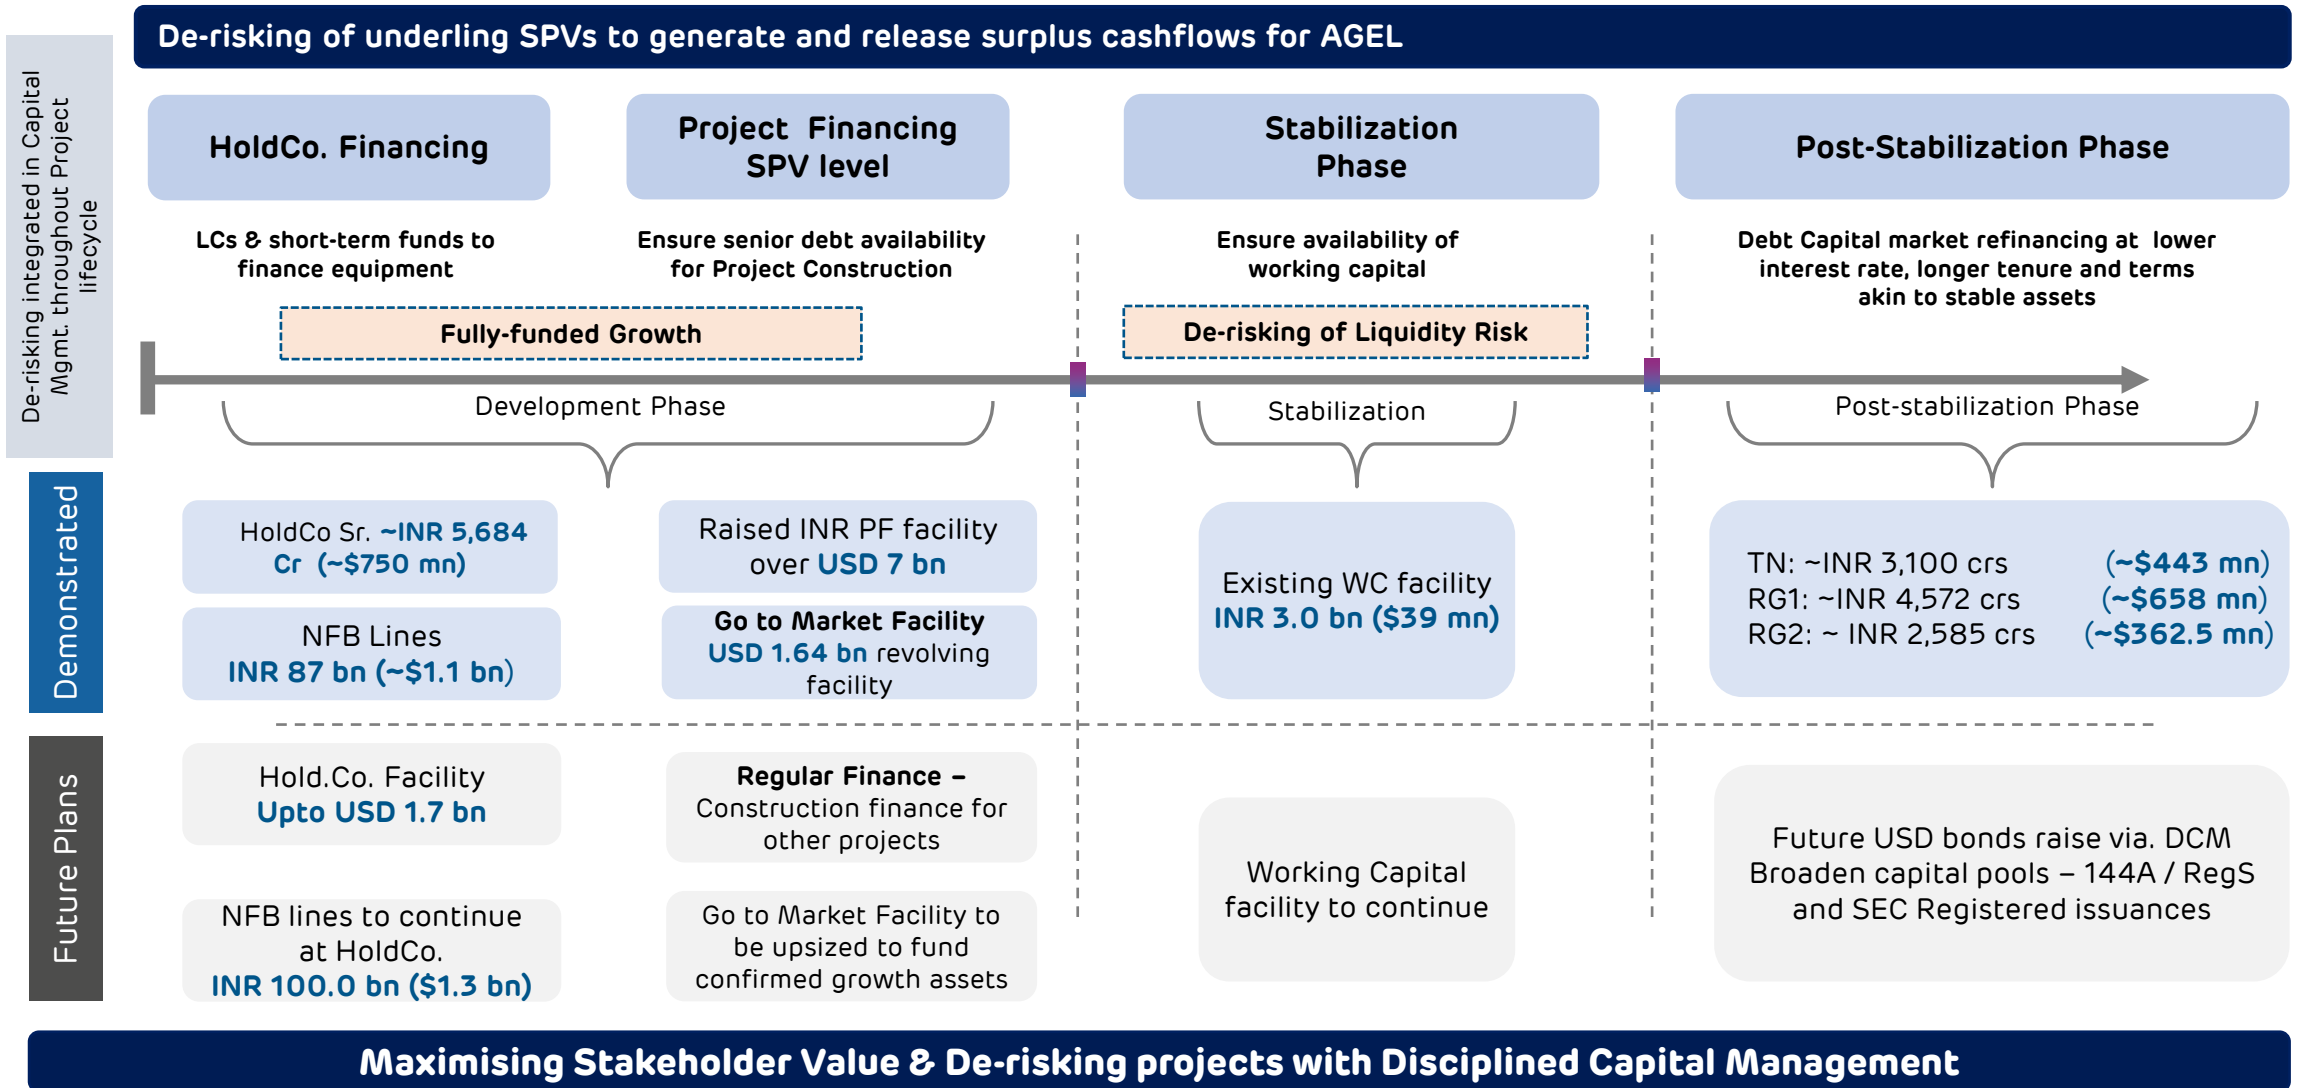 De-risking of underling SPVs to generate and release surplus cashflows for AGEL
De-risking integrated in Capital
Mgmt. throughout Project
lifecycle
HoldCo. Financing
Project Financing
SPV level
Stabilization
Phase
Post-Stabilization Phase
LCs & short-term funds to
finance equipment
Ensure senior debt availability
for Project Construction
Ensure availability of
working capital
Debt Capital market refinancing at lower
interest rate, longer tenure and terms
akin to stable assets
Fully-funded Growth
De-risking of Liquidity Risk
Development Phase
Stabilization
Post-stabilization Phase
Demonstrated
HoldCo Sr. ~INR 5,684
Cr (~$750 mn)
NFB Lines
INR 87 bn (~$1.1 bn)
Raised INR PF facility
over USD 7 bn
Go to Market Facility
USD 1.64 bn revolving
facility
Existing WC facility
INR 3.0 bn ($39 mn)
TN: ~INR 3,100 crs (~$443 mn)
RG1: ~INR 4,572 crs (~$658 mn)
RG2: ~ INR 2,585 crs (~$362.5 mn)
Future Plans
Hold.Co. Facility
Upto USD 1.7 bn
NFB lines to continue
at HoldCo.
INR 100.0 bn ($1.3 bn)
Regular Finance –
Construction finance for
other projects
Go to Market Facility to
be upsized to fund
confirmed growth assets
Working Capital
facility to continue
Future USD bonds raise via. DCM
Broaden capital pools – 144A / RegS
and SEC Registered issuances
Maximising Stakeholder Value & De-risking projects with Disciplined Capital Management